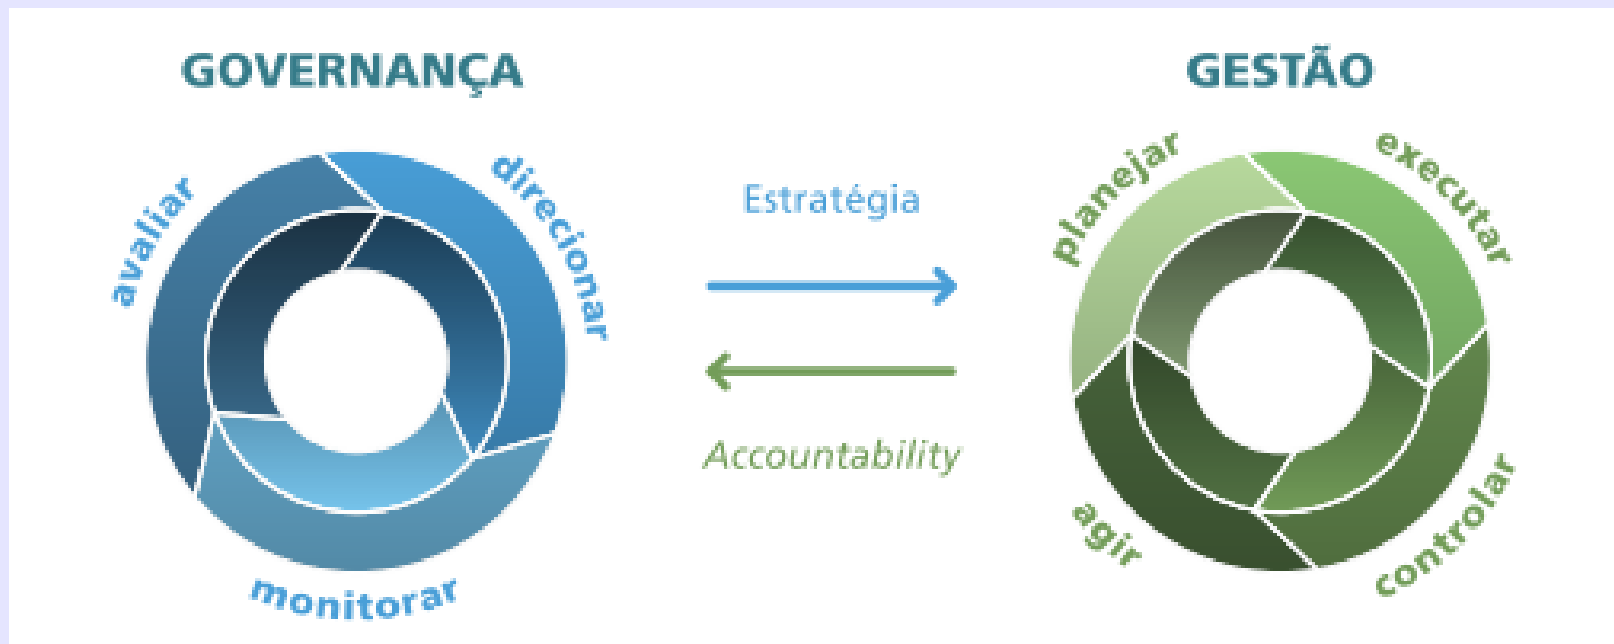 GOVERNANÇA
avaliar
direcionar
monitorar
Estratégia
Accountability
GESTÃO
planejar
executar
controlar
agir